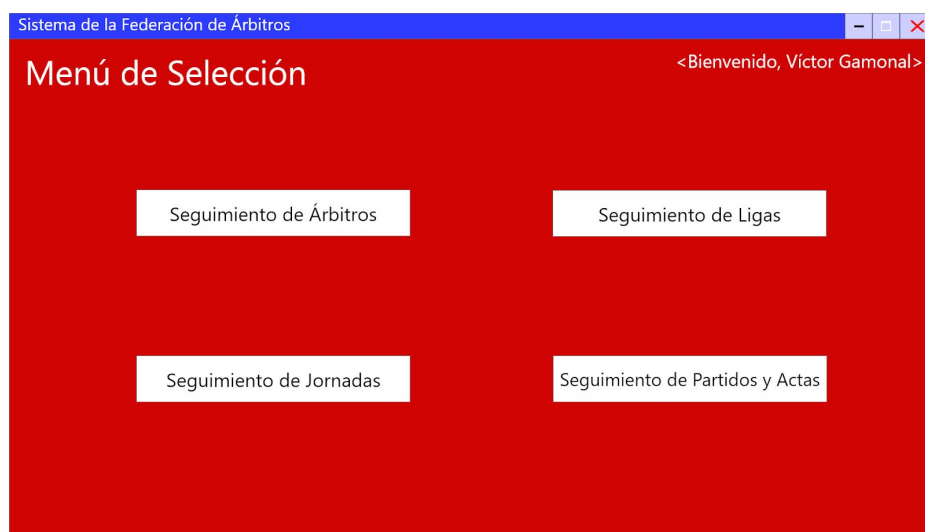 Sistema de la Federación de Árbitros
Menú de Selección
<Bienvenido, Víctor Gamonal>
Seguimiento de Árbitros
Seguimiento de Ligas
Seguimiento de Jornadas
Seguimiento de Partidos y Actas